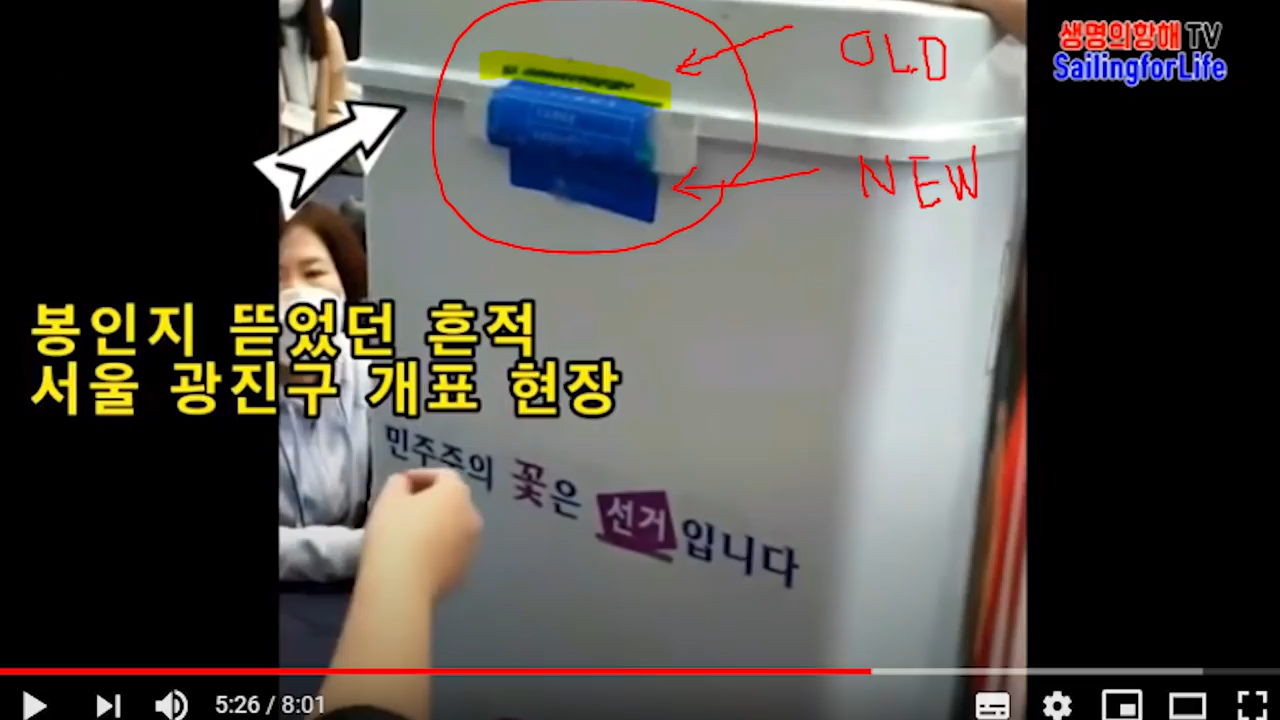 OLD
생명의항해 TV
SailingforLife
NEW
봉인지 뜯었던 흔적
서울 광진구 개표 현장
민주주의 꽃은 선거입니다
5:26 / 8:01